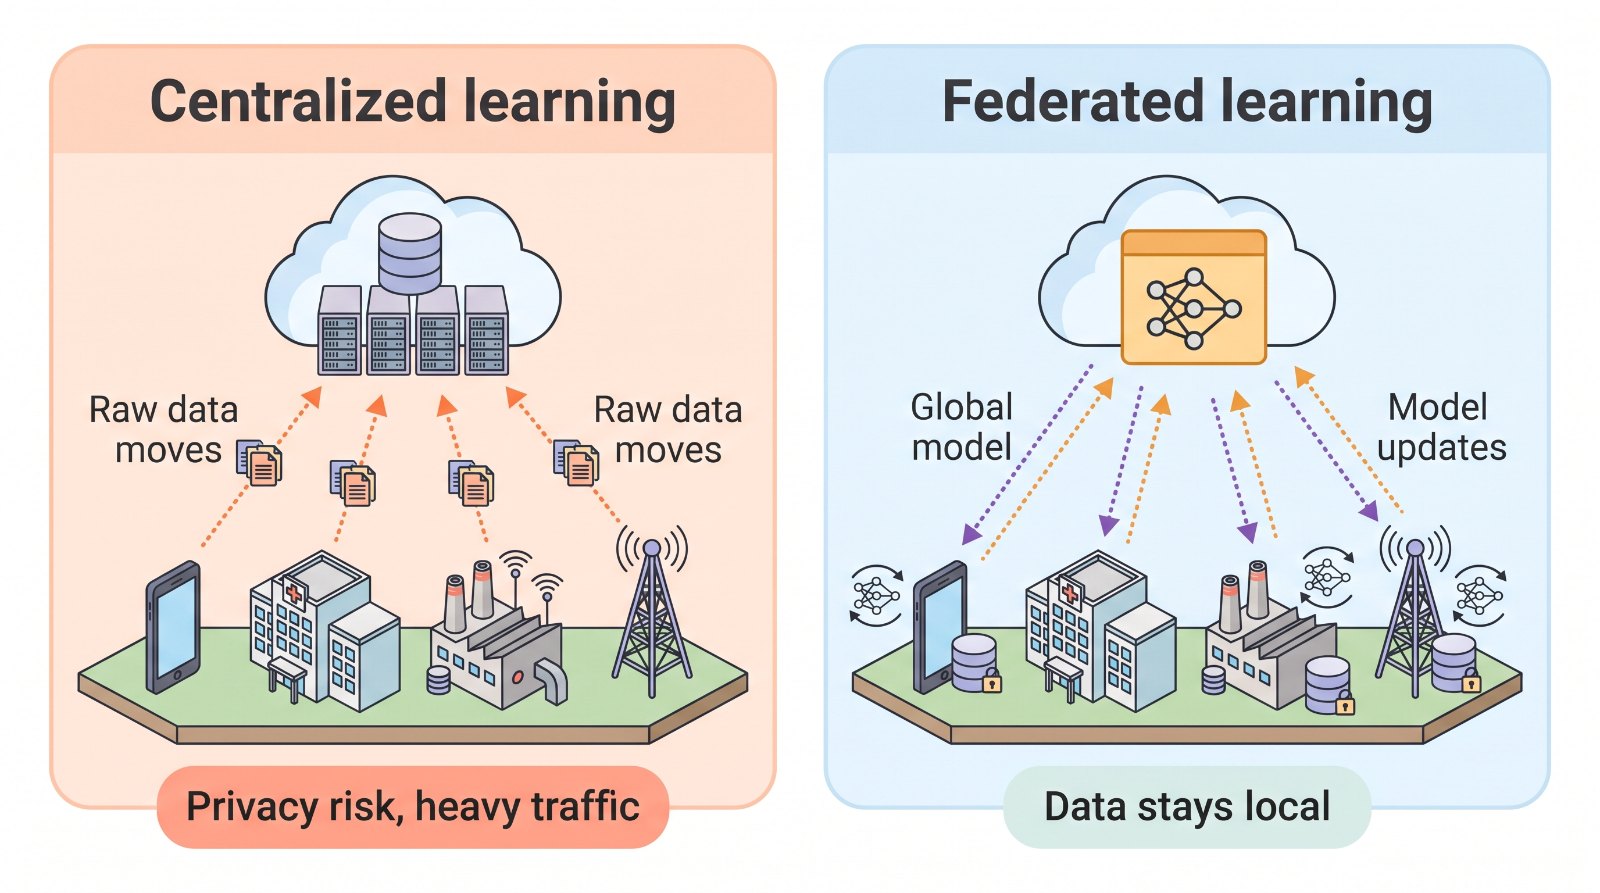 Centralized learning
Raw data
moves
Raw data
moves
Privacy risk, heavy traffic
Federated learning
Global
model
Model
updates
Data stays local